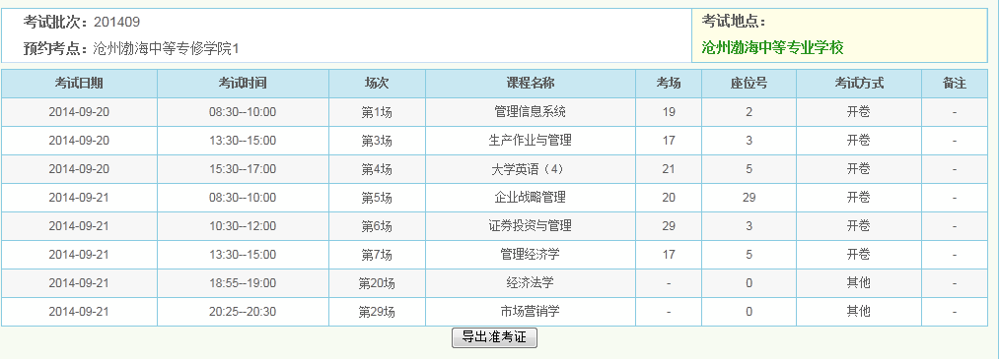 考试批次：201409
预约考点：沧州渤海中等专修学院1
考试地点：
沧州渤海中等专业学校
考试日期 考试时间 场次 课程名称 考场 座位号 考试方式 备注
2014-09-20 08:30--10:00 第1场 管理信息系统 19 2 开卷 -
2014-09-20 13:30--15:00 第3场 生产作业与管理 17 3 开卷 -
2014-09-20 15:30--17:00 第4场 大学英语（4） 21 5 开卷 -
2014-09-21 08:30--10:00 第5场 企业战略管理 20 29 开卷 -
2014-09-21 10:30--12:00 第6场 证券投资与管理 29 3 开卷 -
2014-09-21 13:30--15:00 第7场 管理经济学 17 5 开卷 -
2014-09-21 18:55--19:00 第20场 经济法学 - 0 其他 -
2014-09-21 20:25--20:30 第29场 市场营销学 - 0 其他 -
导出准考证